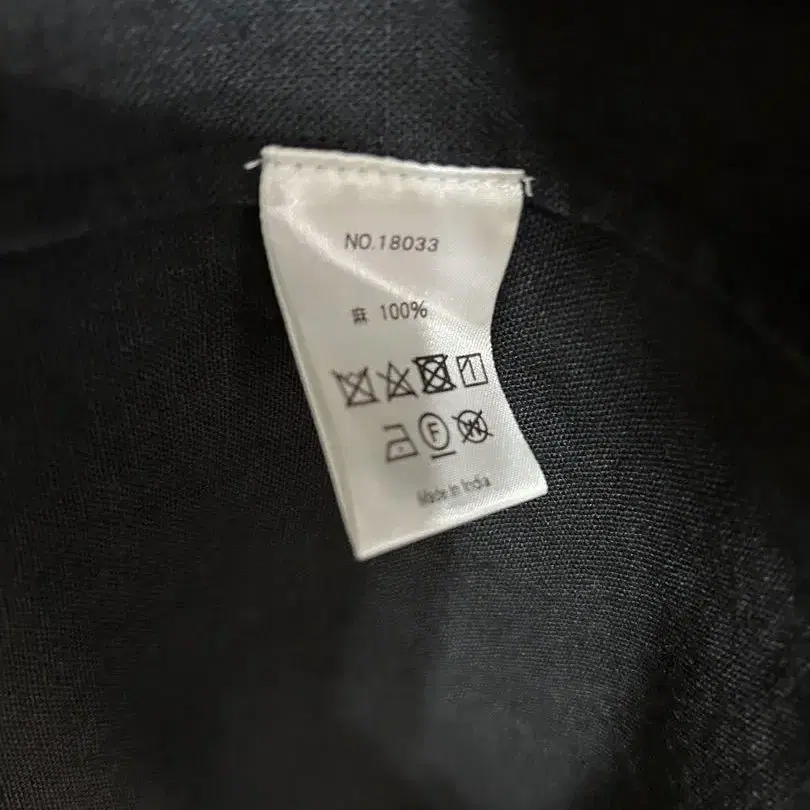 NO.18033
麻 100%
F W
Made in India